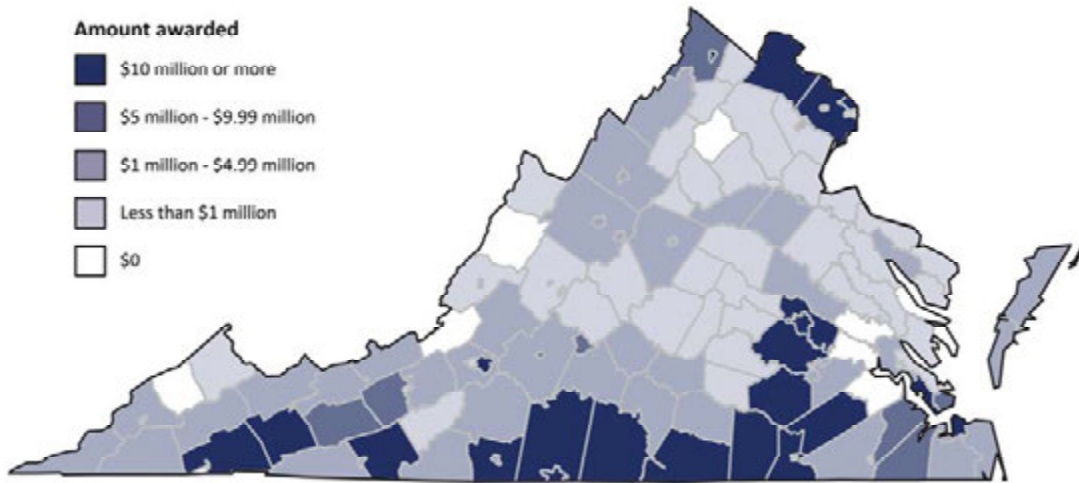 Amount awarded
$10 million or more
$5 million - $9.99 million
$1 million - $4.99 million
Less than $1 million
$0